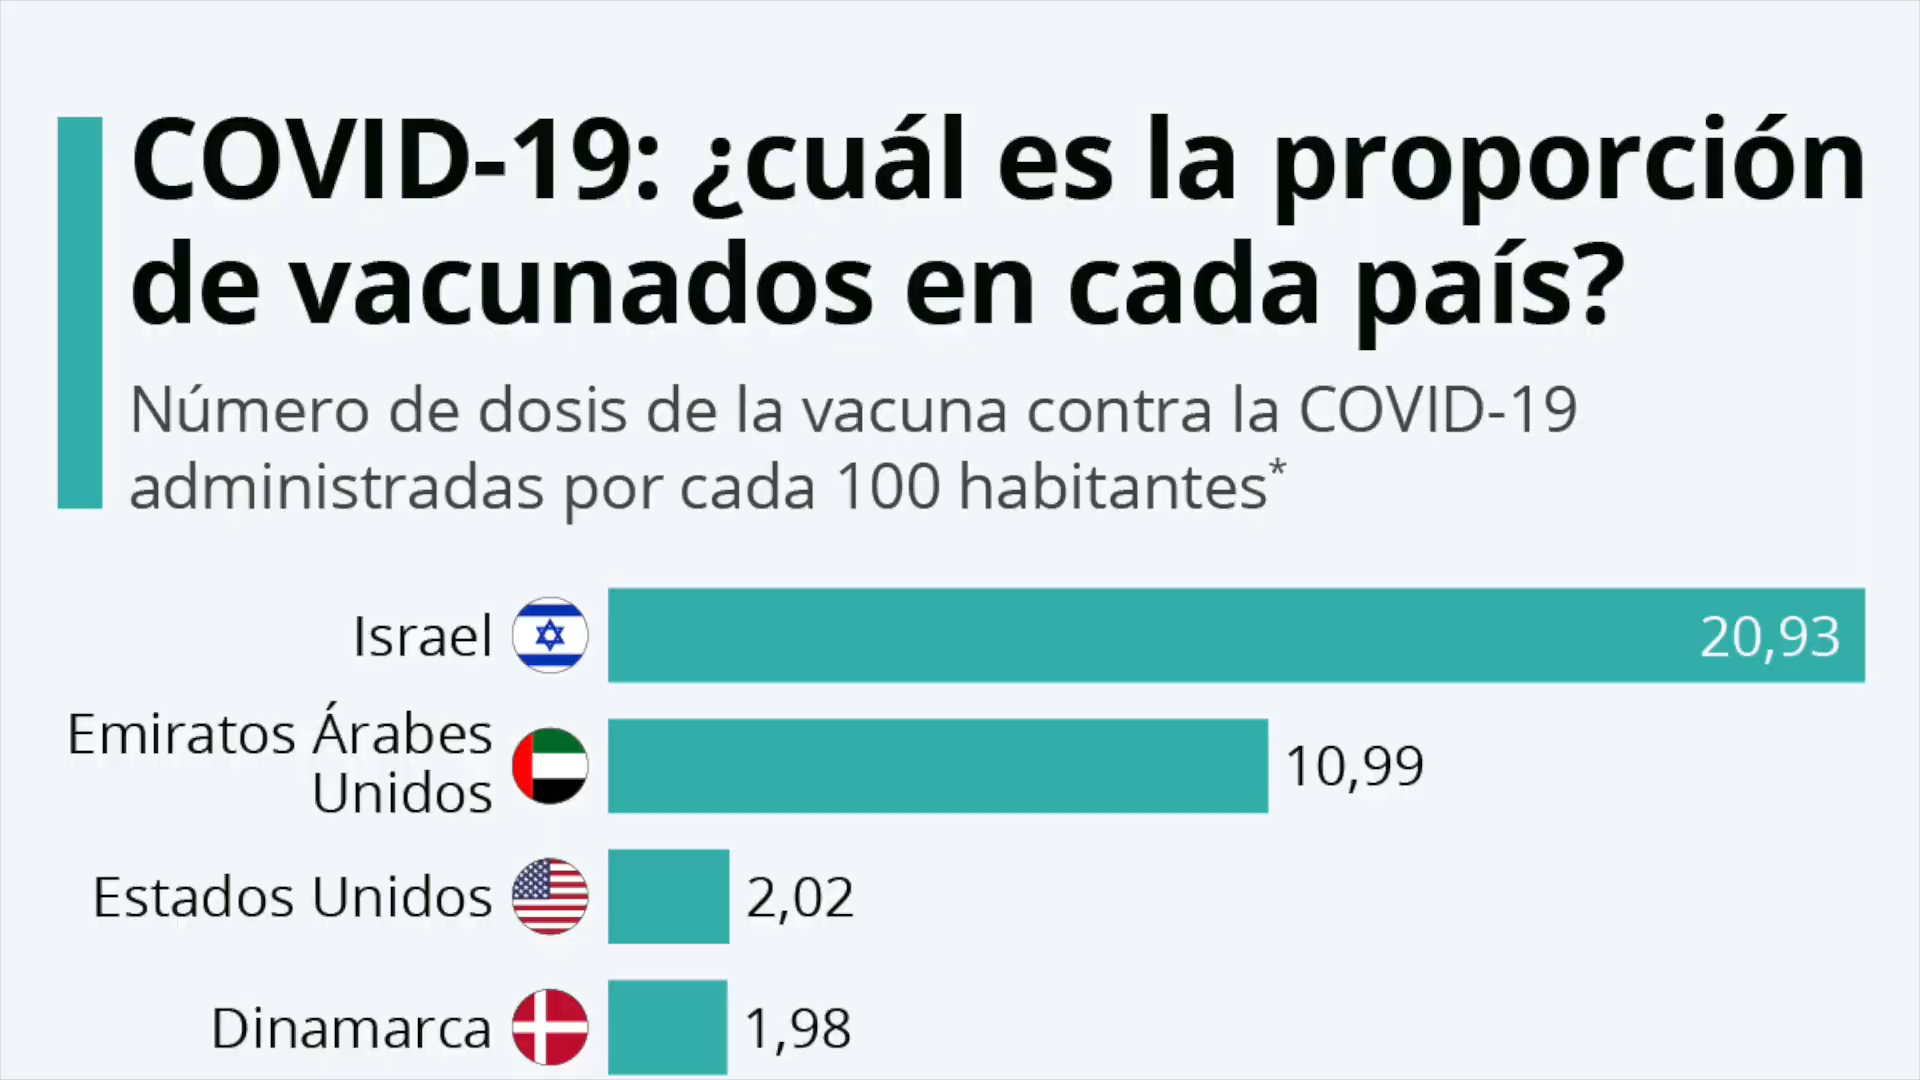 COVID-19: ¿cuál es la proporción
de vacunados en cada país?
Número de dosis de la vacuna contra la COVID-19
administradas por cada 100 habitantes*
Israel 20,93
Emiratos Árabes
Unidos 10,99
Estados Unidos 2,02
Dinamarca 1,98